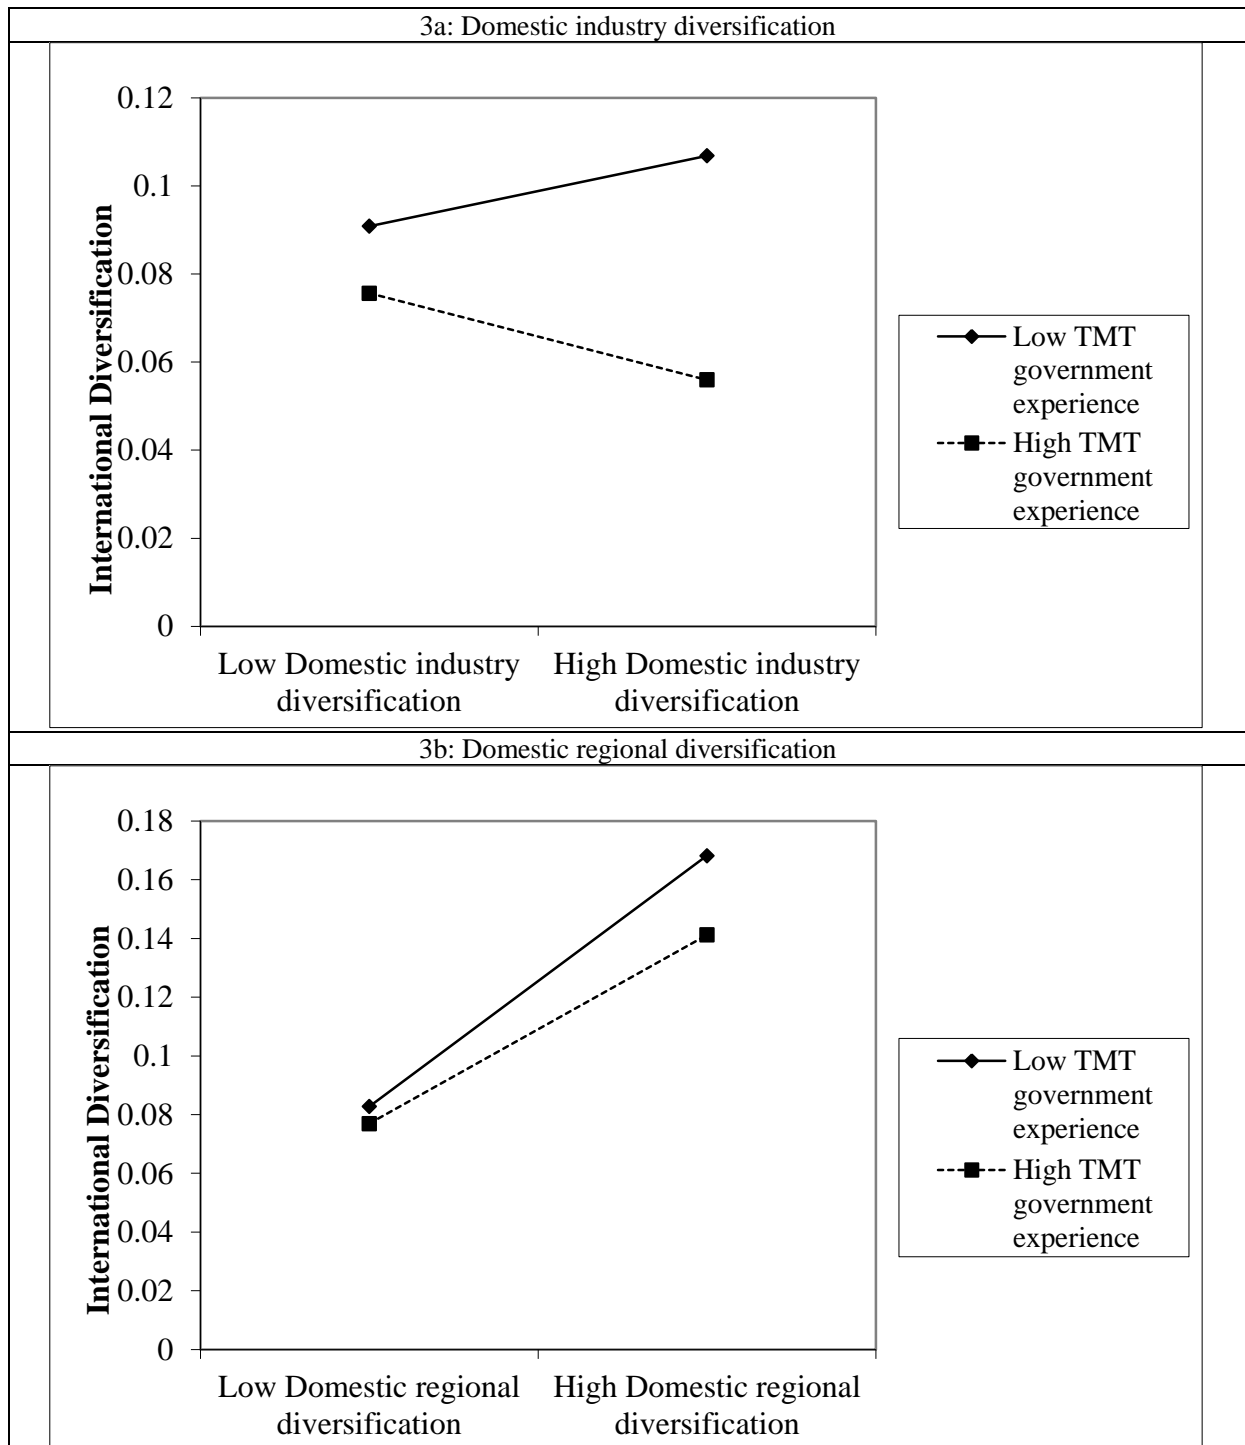 3a: Domestic industry diversification
International Diversification
0.12
0.1
0.08
0.06
0.04
0.02
0
Low Domestic industry
diversification
High Domestic industry
diversification
Low TMT
government
experience
High TMT
government
experience
3b: Domestic regional diversification
International Diversification
0.18
0.16
0.14
0.12
0.1
0.08
0.06
0.04
0.02
0
Low Domestic regional
diversification
High Domestic regional
diversification
Low TMT
government
experience
High TMT
government
experience